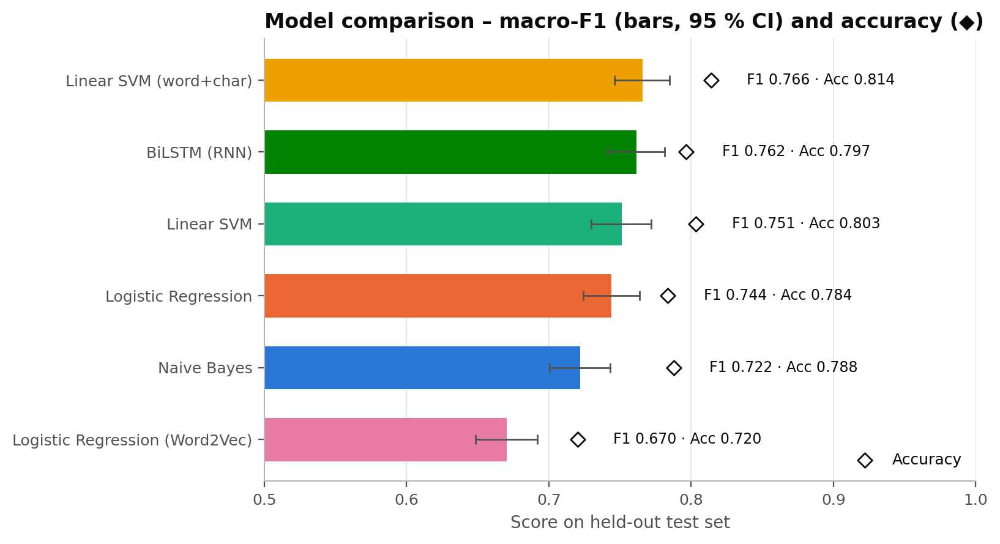 Model comparison – macro-F1 (bars, 95 % CI) and accuracy (◆)
Linear SVM (word+char)
F1 0.766 · Acc 0.814
BiLSTM (RNN)
F1 0.762 · Acc 0.797
Linear SVM
F1 0.751 · Acc 0.803
Logistic Regression
F1 0.744 · Acc 0.784
Naive Bayes
F1 0.722 · Acc 0.788
Logistic Regression (Word2Vec)
F1 0.670 · Acc 0.720
Accuracy
0.5 0.6 0.7 0.8 0.9 1.0
Score on held-out test set